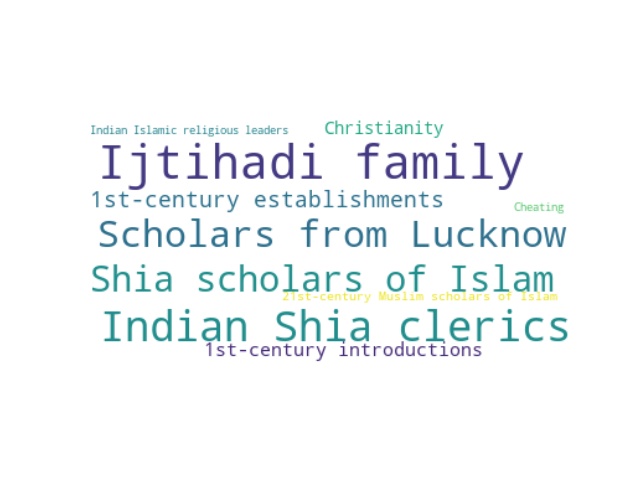 Indian Islamic religious leaders
Christianity
Ijtihadi family
1st-century establishments
Cheating
Scholars from Lucknow
Shia scholars of Islam
21st-century Muslim scholars of Islam
Indian Shia clerics
1st-century introductions